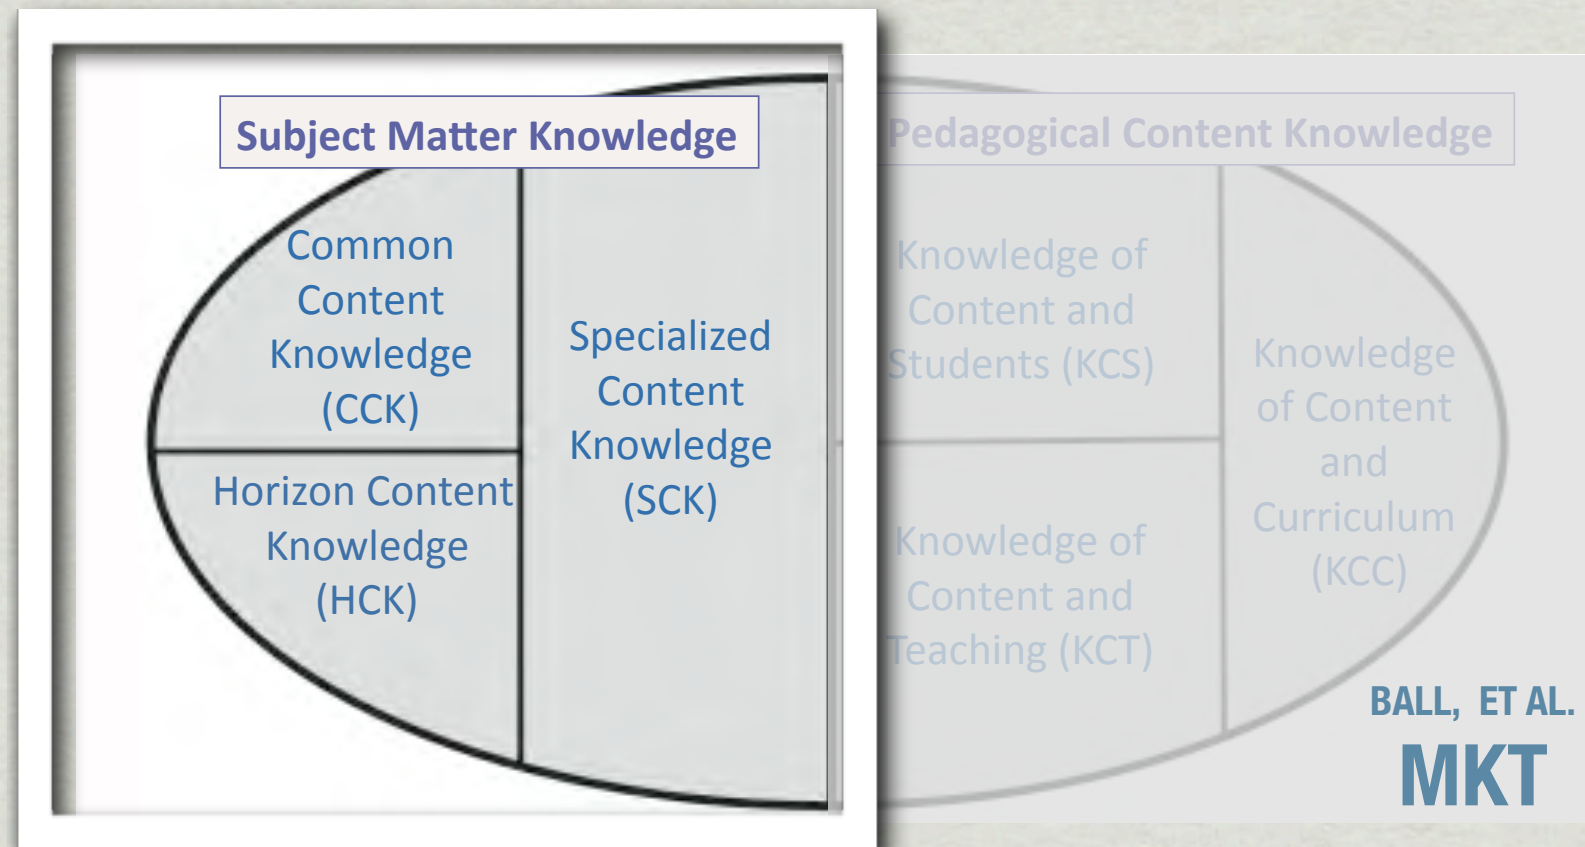 Subject Matter Knowledge
Common
Content
Knowledge
(CCK)
Horizon Content
Knowledge
(HCK)
Specialized
Content
Knowledge
(SCK)
Pedagogical Content Knowledge
Knowledge of
Content and
Students (KCS)
Knowledge of
Content and
Teaching (KCT)
Knowledge
of Content
and
Curriculum
(KCC)
BALL, ET AL.
MKT